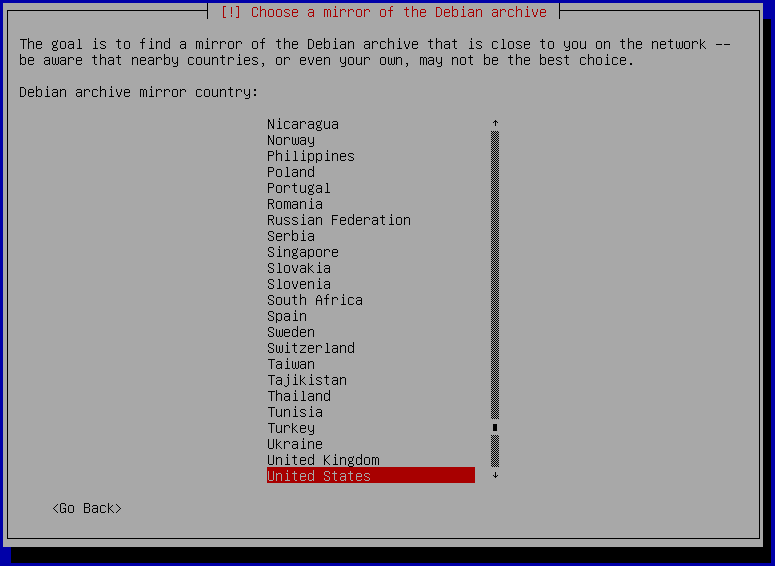 [!] Choose a mirror of the Debian archive
The goal is to find a mirror of the Debian archive that is close to you on the network --
be aware that nearby countries, or even your own, may not be the best choice.
Debian archive mirror country:
Nicaragua
Norway
Philippines
Poland
Portugal
Romania
Russian Federation
Serbia
Singapore
Slovakia
Slovenia
South Africa
Spain
Sweden
Switzerland
Taiwan
Tajikistan
Thailand
Tunisia
Turkey
Ukraine
United Kingdom
United States
<Go Back>